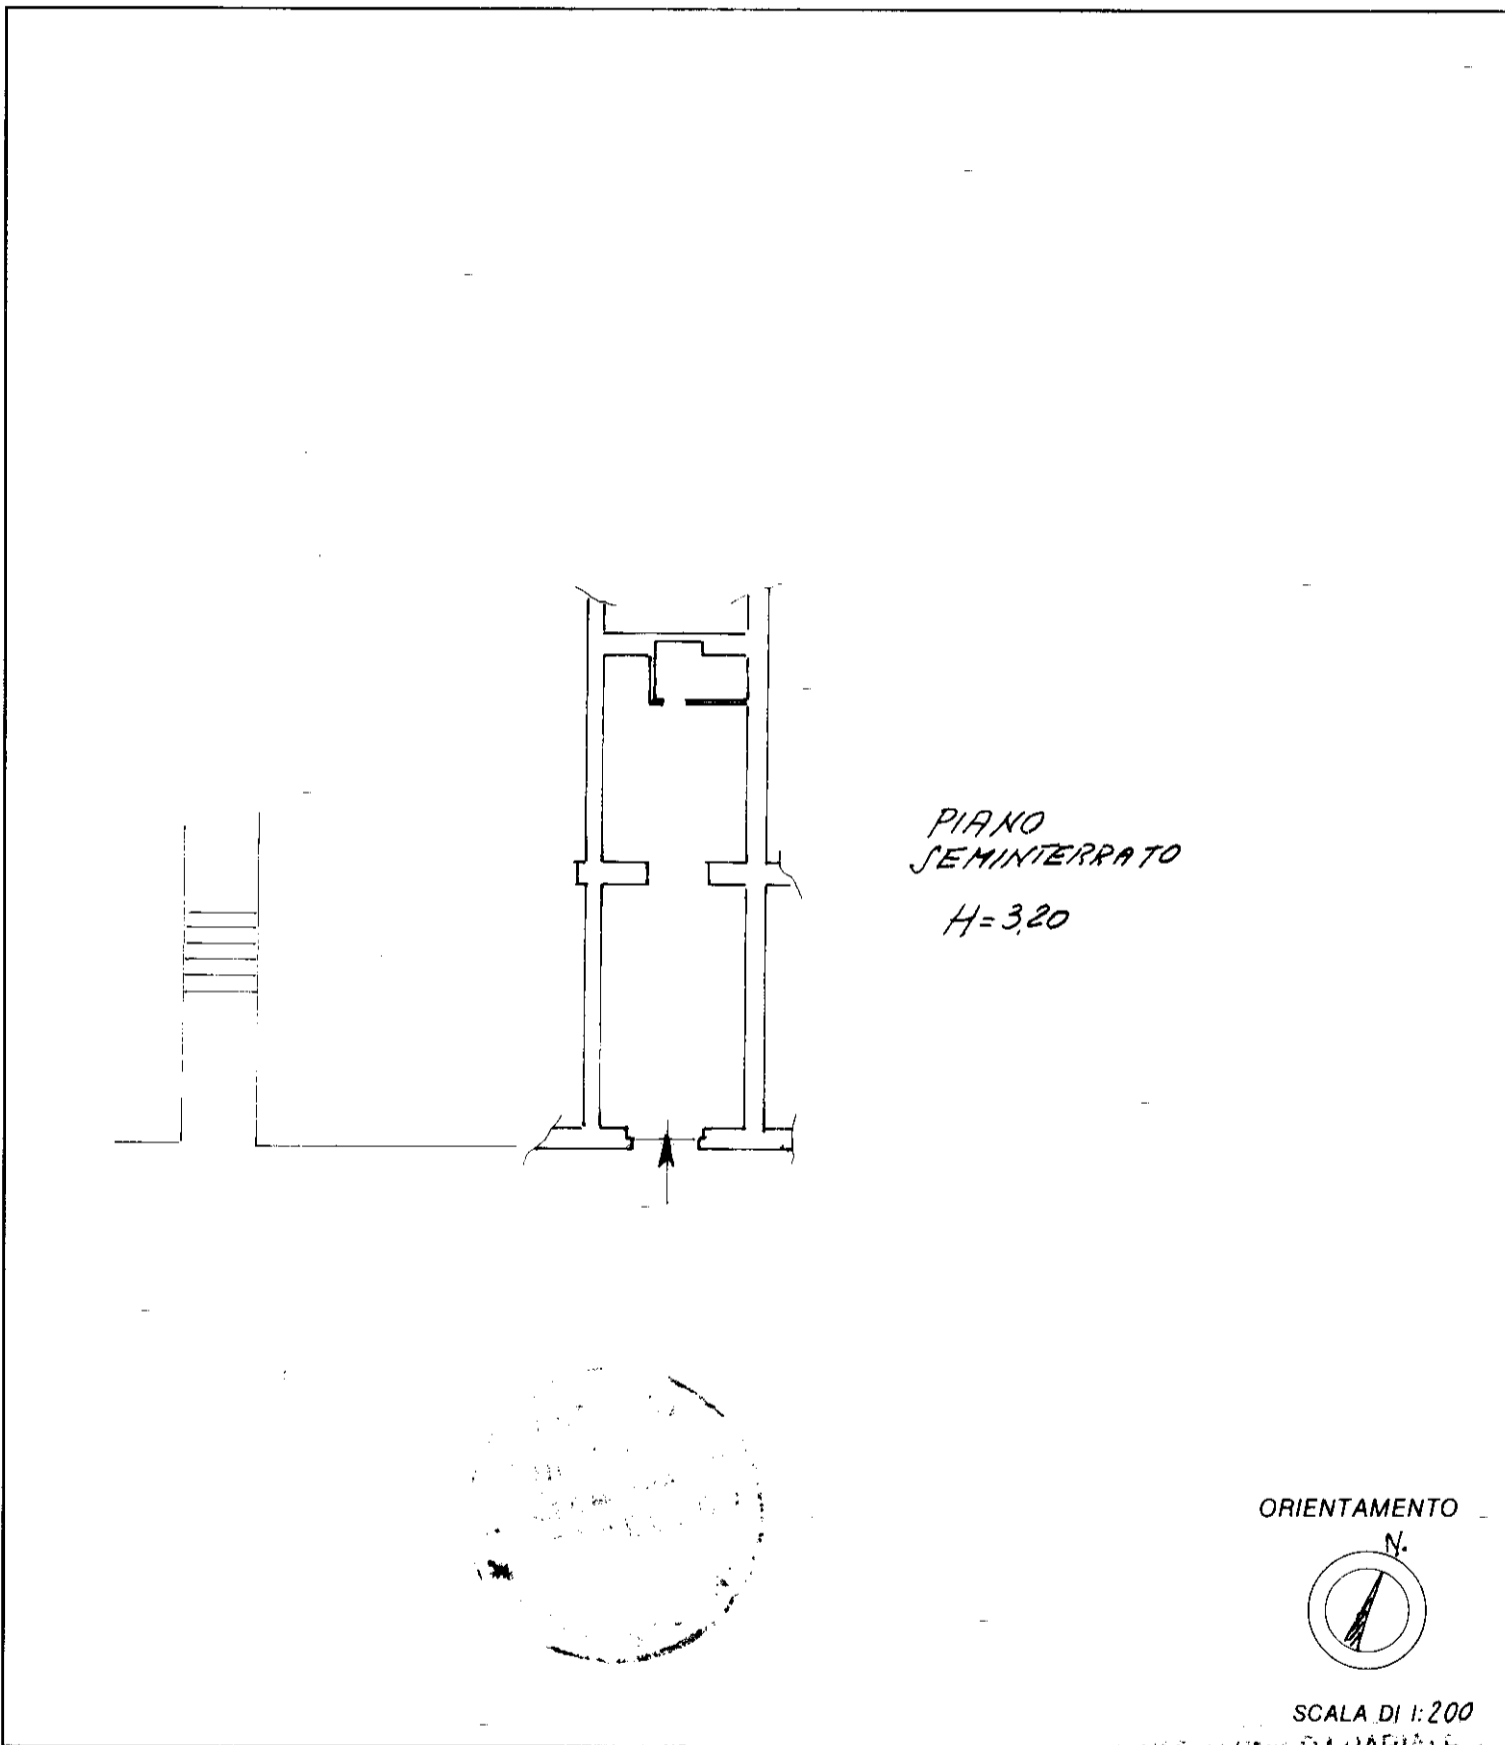 PIANO
SEMINTERRATO
H=3,20
ORIENTAMENTO
N.
SCALA DI 1:200